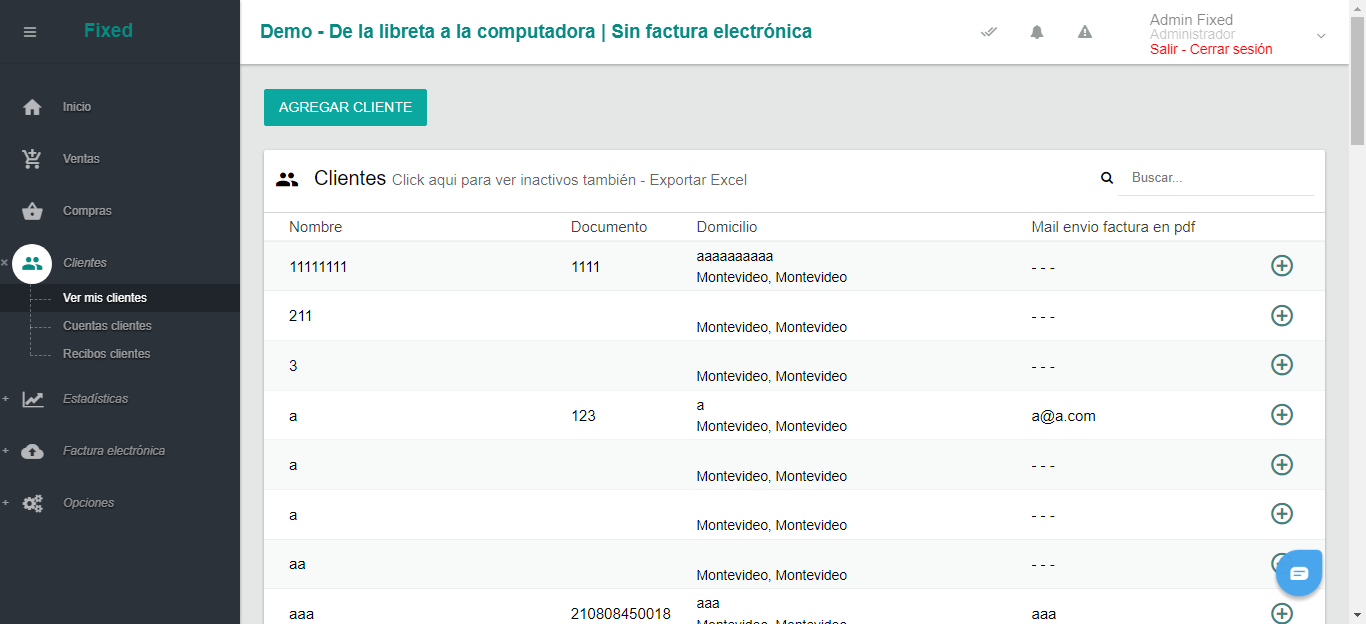 Fixed
Demo - De la libreta a la computadora | Sin factura electrónica
Admin Fixed
Administrador
Salir - Cerrar sesión
Inicio
Ventas
Compras
Clientes
Ver mis clientes
Cuentas clientes
Recibos clientes
Estadísticas
Factura electrónica
Opciones
AGREGAR CLIENTE
Clientes Click aqui para ver inactivos también - Exportar Excel
Buscar...
Nombre Documento Domicilio Mail envio factura en pdf
11111111 1111 aaaaaaaaaa
Montevideo, Montevideo - - -
211 Montevideo, Montevideo - - -
3 Montevideo, Montevideo - - -
a 123 a
Montevideo, Montevideo a@a.com
a Montevideo, Montevideo - - -
a Montevideo, Montevideo - - -
aa Montevideo, Montevideo - - -
aaa 210808450018 aaa
Montevideo, Montevideo aaa